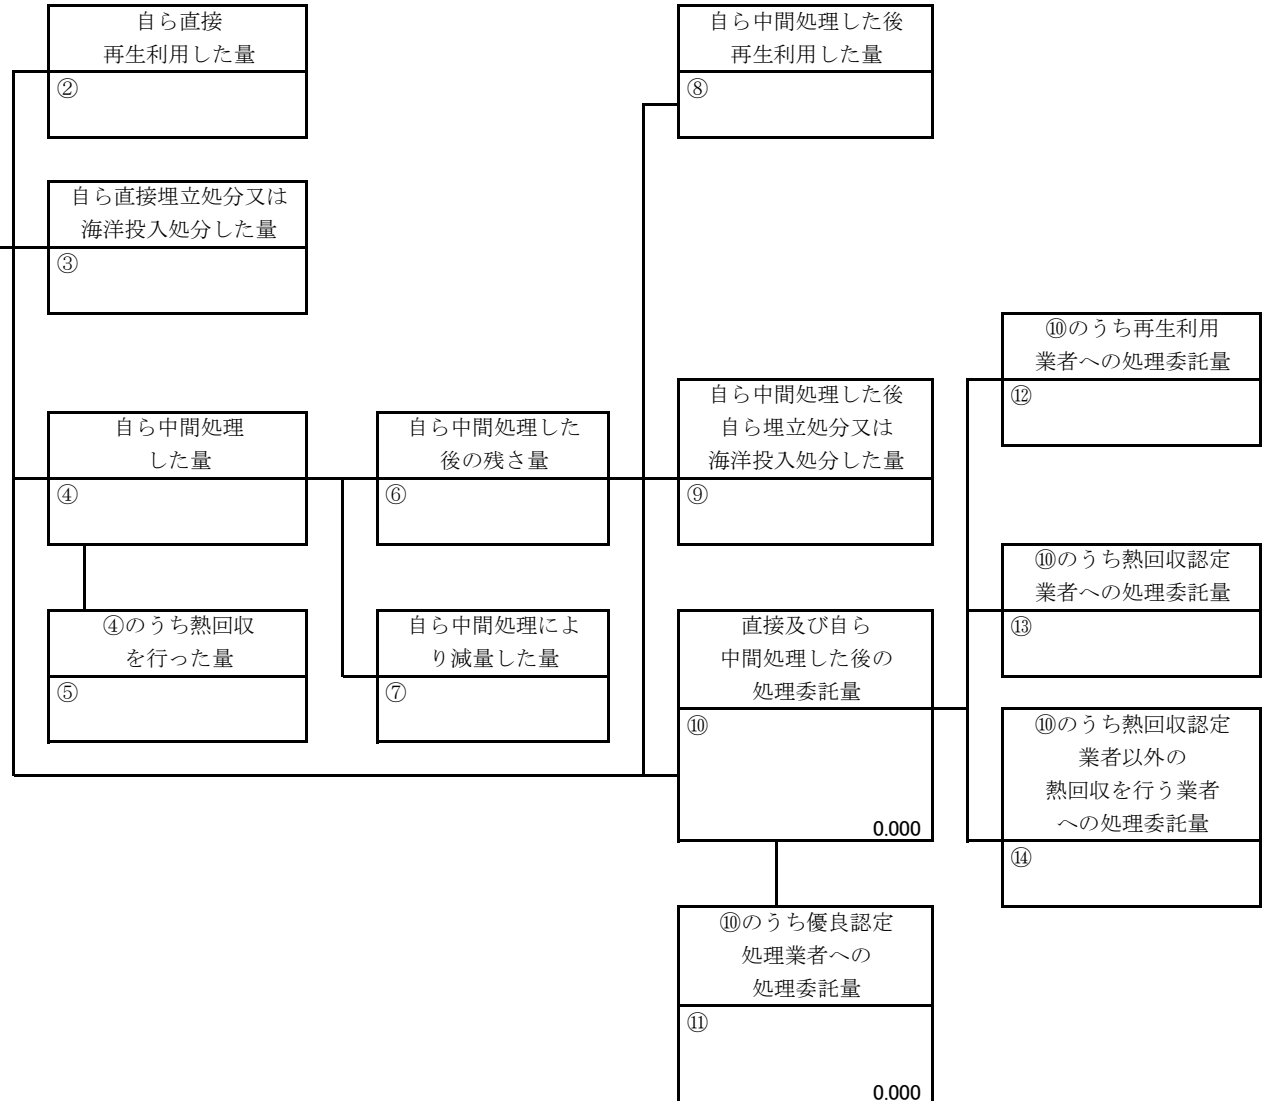 自ら直接
再生利用した量
②
自ら中間処理した後
再生利用した量
⑧
自ら直接埋立処分又は
海洋投入処分した量
③
⑩のうち再生利用
業者への処理委託量
⑫
自ら中間処理
した量
④
自ら中間処理した
後の残さ量
⑥
自ら中間処理した後
自ら埋立処分又は
海洋投入処分した量
⑨
⑩のうち熱回収認定
業者への処理委託量
⑬
④のうち熱回収
を行った量
⑤
自ら中間処理によ
り減量した量
⑦
直接及び自ら
中間処理した後の
処理委託量
⑩
0.000
⑩のうち熱回収認定
業者以外の
熱回収を行う業者
への処理委託量
⑭
⑩のうち優良認定
処理業者への
処理委託量
⑪
0.000